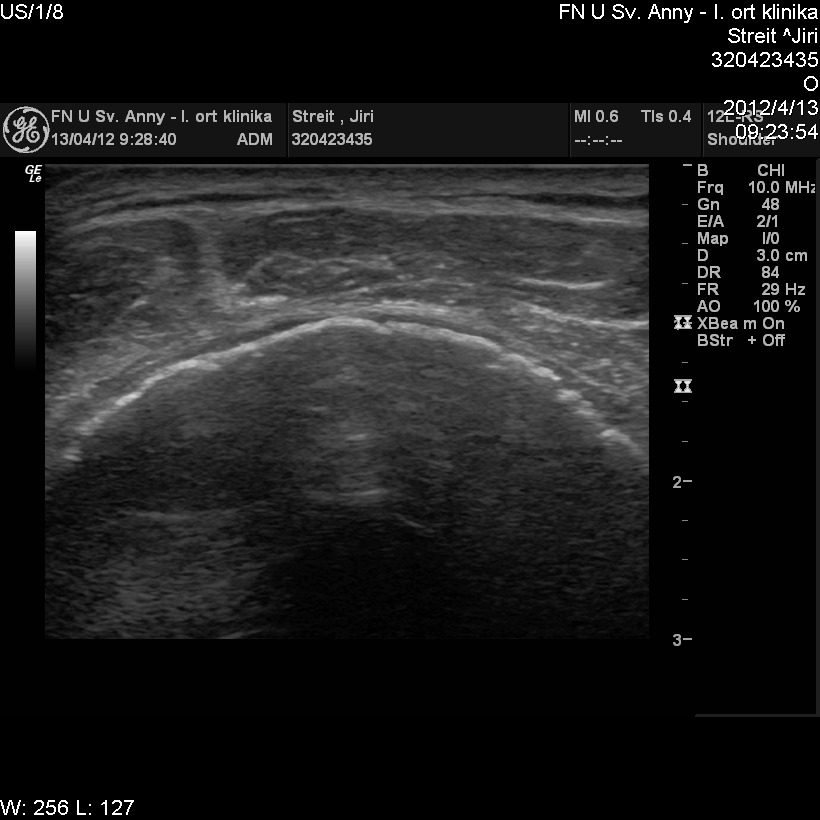 US/1/8
FN U Sv. Anny - I. ort klinika
Streit ^Jiri
320423435
O
2012/4/13
09:23:54
FN U Sv. Anny - I. ort klinika
13/04/12 9:28:40 ADM
Streit , Jiri
320423435
MI 0.6 TIs 0.4
--:--:--
12L-RS
Shoulder
GE
Le
B CHI
Frq 10.0 MHz
Gn 48
E/A 2/1
Map I/0
D 3.0 cm
DR 84
FR 29 Hz
AO 100 %
XBea m On
BStr + Off
2
3
W: 256 L: 127